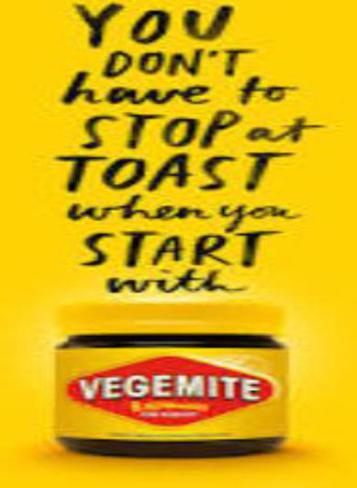 YOU
DON'T
have to
STOP at
TOAST
when you
START
with
VEGEMITE